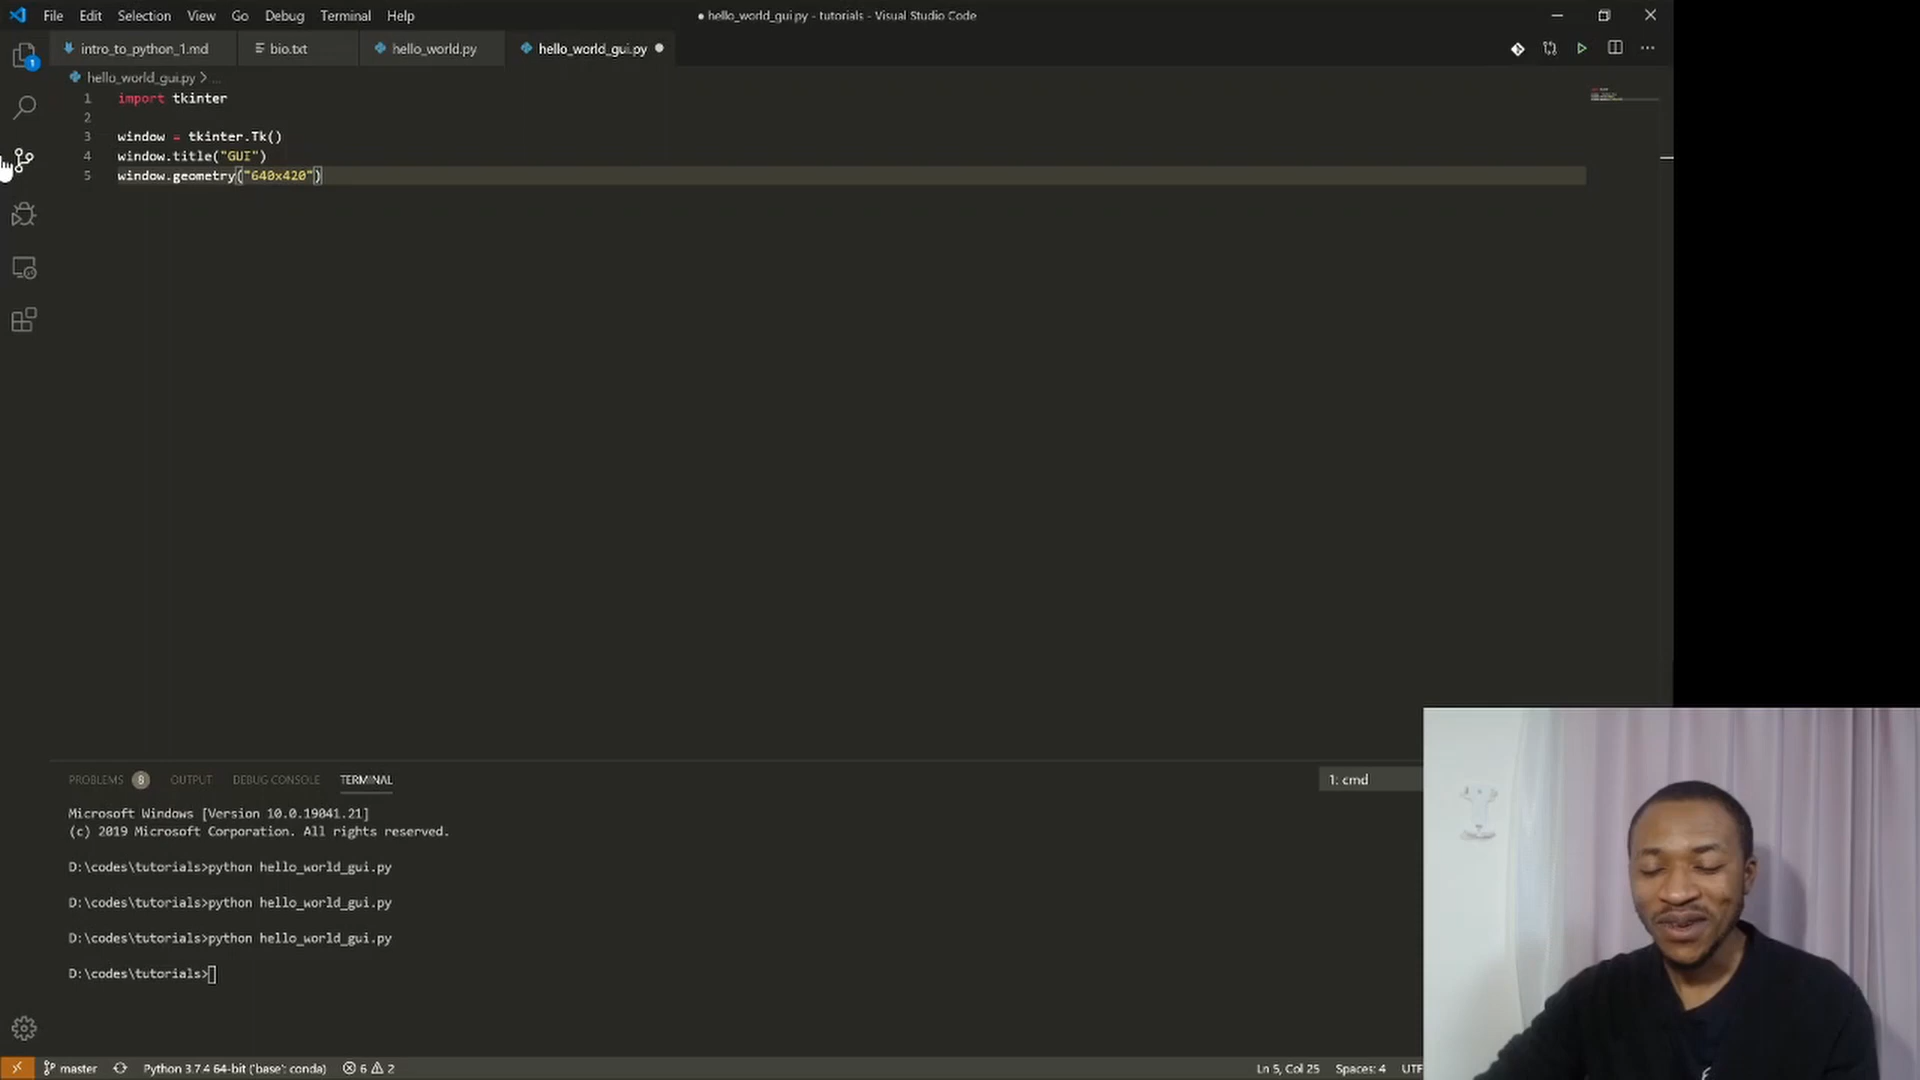 File Edit Selection View Go Debug Terminal Help
● hello_world_gui.py - tutorials - Visual Studio Code
intro_to_python_1.md bio.txt hello_world.py hello_world_gui.py
1
hello_world_gui.py > ...
1 import tkinter
2
3 window = tkinter.Tk()
4 window.title("GUI")
5 window.geometry("640x420")
PROBLEMS 8 OUTPUT DEBUG CONSOLE TERMINAL
1: cmd
Microsoft Windows [Version 10.0.19041.21]
(c) 2019 Microsoft Corporation. All rights reserved.
D:\codes\tutorials>python hello_world_gui.py
D:\codes\tutorials>python hello_world_gui.py
D:\codes\tutorials>python hello_world_gui.py
D:\codes\tutorials>
master Python 3.7.4 64-bit ('base': conda) 6 2 Ln 5, Col 25 Spaces: 4 UTF